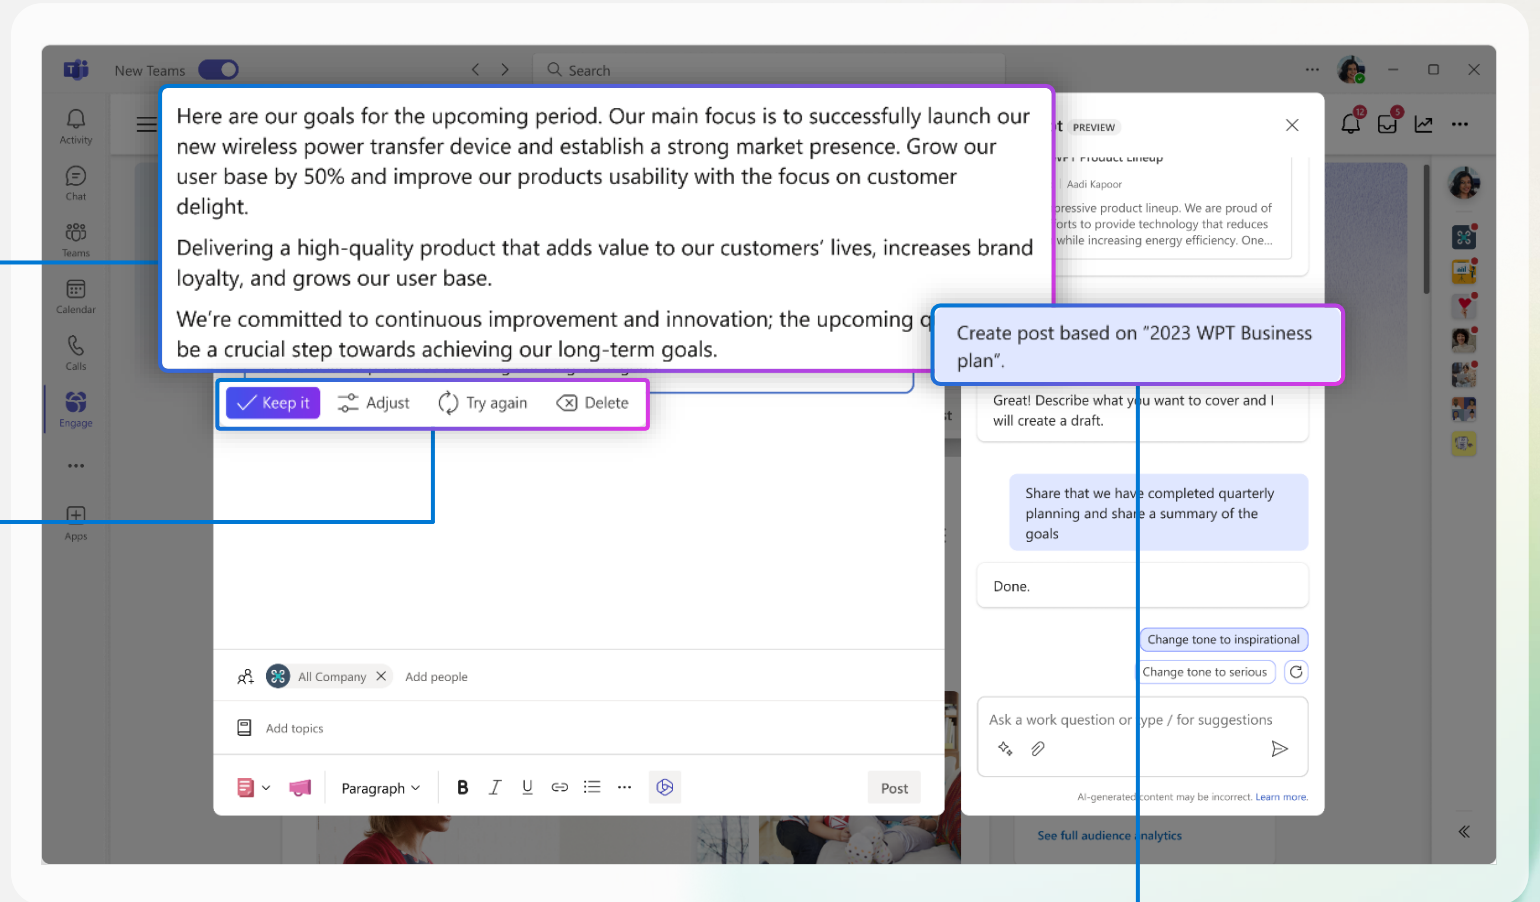 New Teams
Search
Activity
Chat
Teams
Calendar
Calls
Engage
Apps
Here are our goals for the upcoming period. Our main focus is to successfully launch our
new wireless power transfer device and establish a strong market presence. Grow our
user base by 50% and improve our products usability with the focus on customer
delight.
Delivering a high-quality product that adds value to our customers’ lives, increases brand
loyalty, and grows our user base.
We’re committed to continuous improvement and innovation; the upcoming
be a crucial step towards achieving our long-term goals.
Keep it
Adjust
Try again
Delete
All Company
Add people
Add topics
Paragraph
B I U
Post
PREVIEW
WPT Product Lineup
Aadi Kapoor
product lineup. We are proud of
to provide technology that reduces
while increasing energy efficiency. One...
Create post based on “2023 WPT Business
plan”.
Great! Describe what you want to cover and I
will create a draft.
Share that we have completed quarterly
planning and share a summary of the
goals
Done.
Change tone to inspirational
Change tone to serious
Ask a work question or type / for suggestions
AI-generated content may be incorrect. Learn more.
See full audience analytics
12
5